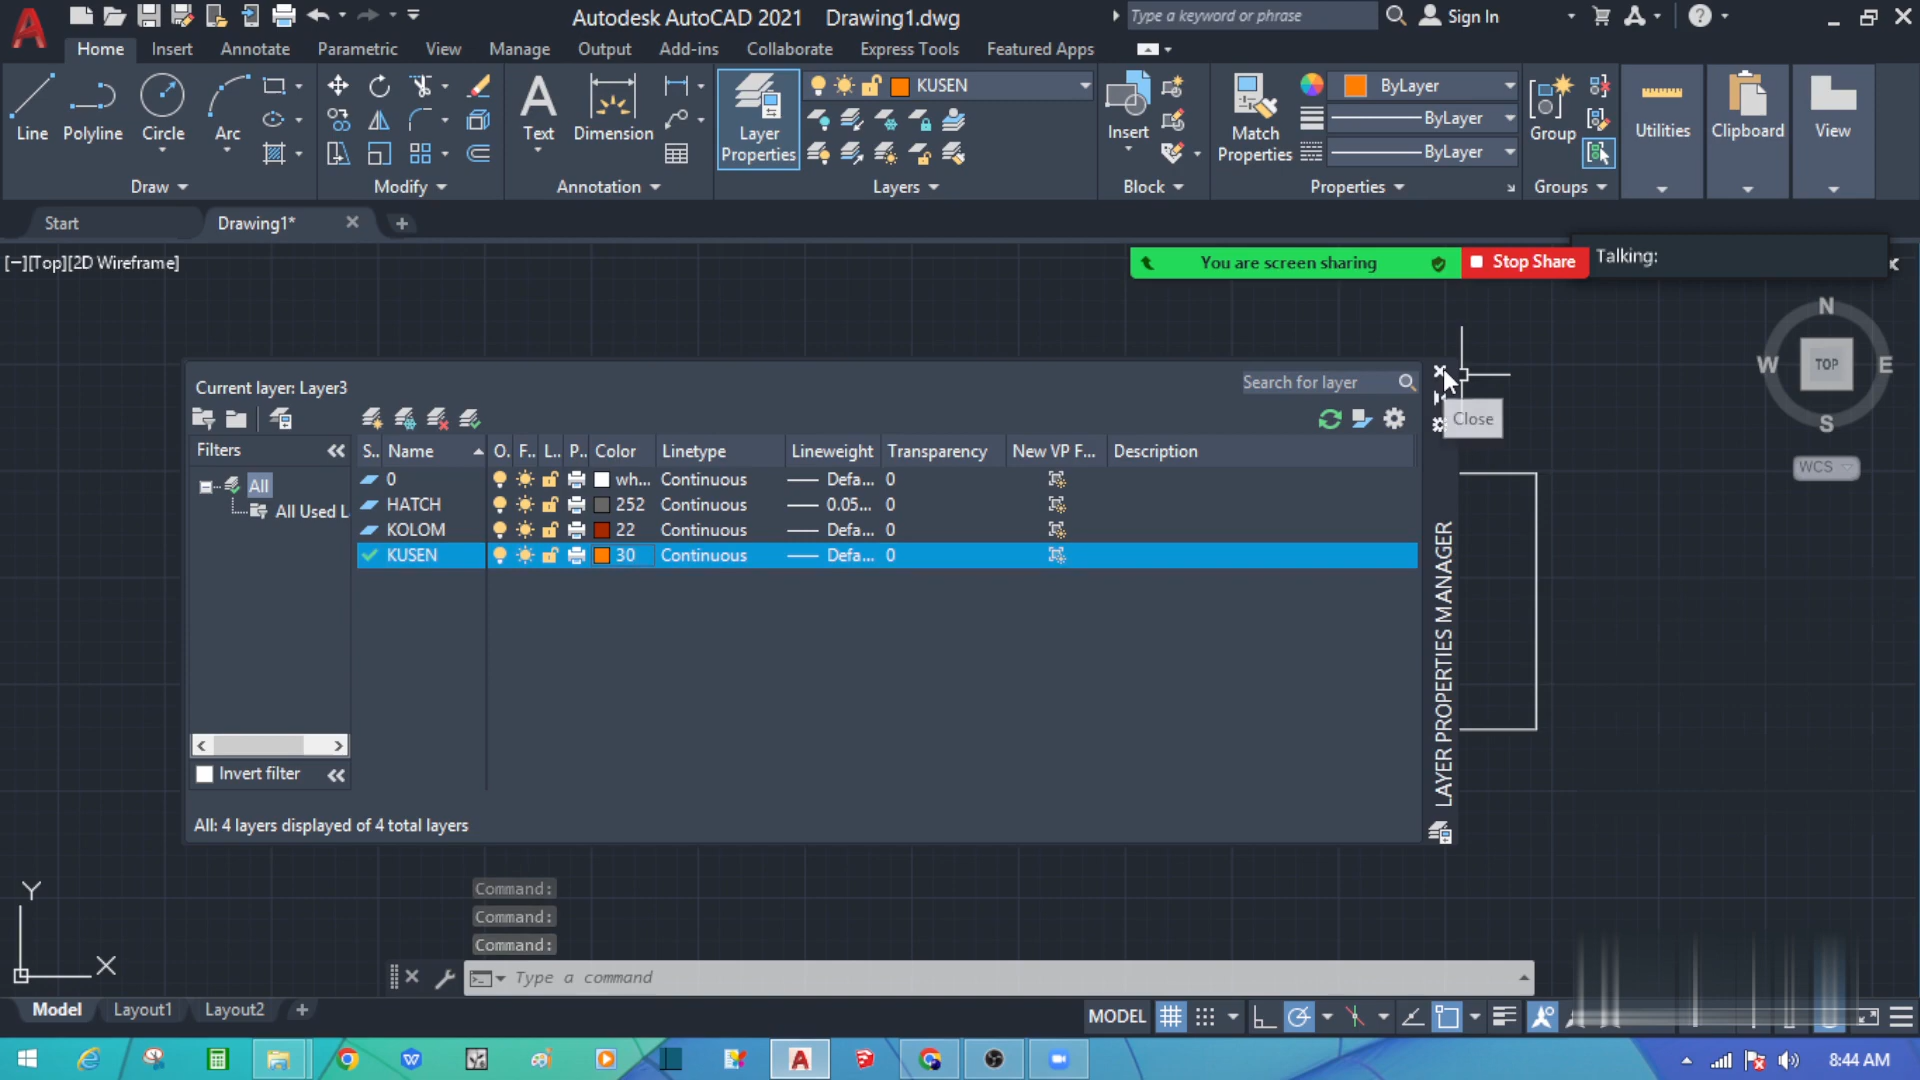 Autodesk AutoCAD 2021 Drawing1.dwg
Type a keyword or phrase
Sign In
Home Insert Annotate Parametric View Manage Output Add-ins Collaborate Express Tools Featured Apps
Line Polyline Circle Arc
Draw
Modify
Text Dimension
Annotation
Layer Properties
KUSEN
Layers
Insert
Block
Match Properties
ByLayer
ByLayer
ByLayer
Properties
Group
Groups
Utilities
Clipboard
View
Start Drawing1*
[−][Top][2D Wireframe]
You are screen sharing
Stop Share
Talking:
N
W TOP E
S
WCS
Current layer: Layer3
Search for layer
Close
Filters
S.. Name O. F.. L.. P.. Color Linetype Lineweight Transparency New VP F... Description
All
All Used L
0 wh... Continuous Defa... 0
HATCH 252 Continuous 0.05... 0
KOLOM 22 Continuous Defa... 0
KUSEN 30 Continuous Defa... 0
Invert filter
All: 4 layers displayed of 4 total layers
LAYER PROPERTIES MANAGER
Command:
Command:
Command:
Type a command
Y
X
Model Layout1 Layout2
MODEL
8:44 AM